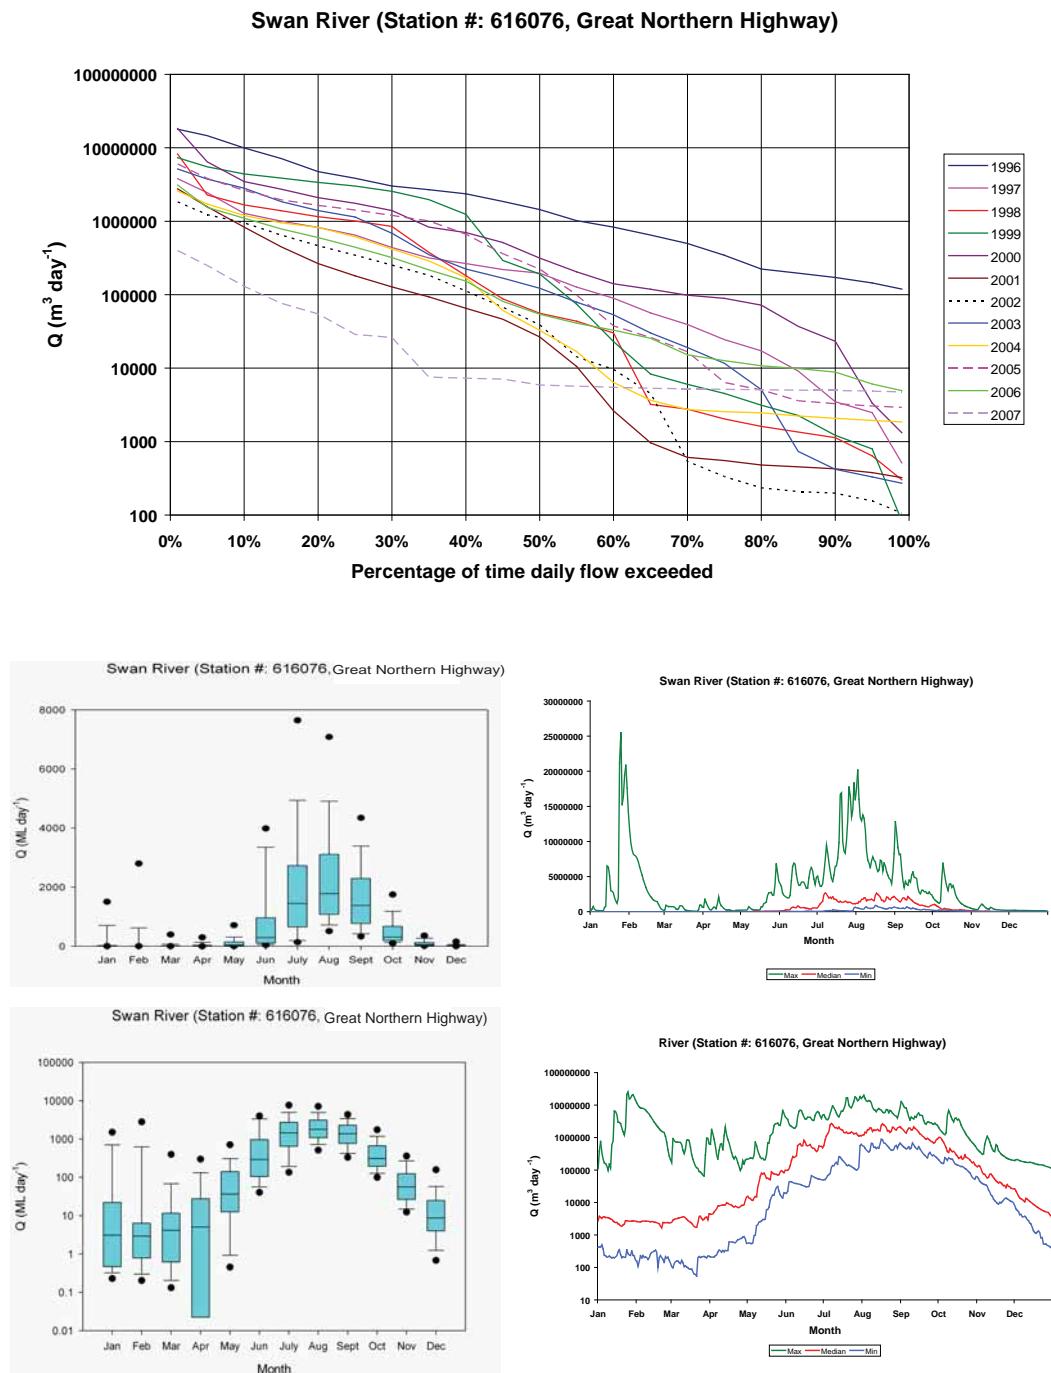 Swan River (Station #: 616076, Great Northern Highway)
100000000
10000000
1000000
100000
10000
1000
100
Q (m³ day⁻¹)
0% 10% 20% 30% 40% 50% 60% 70% 80% 90% 100%
Percentage of time daily flow exceeded
1996
1997
1998
1999
2000
2001
2002
2003
2004
2005
2006
2007
Swan River (Station #: 616076, Great Northern Highway)
8000
6000
4000
2000
0
Q (ML day⁻¹)
Jan Feb Mar Apr May Jun July Aug Sept Oct Nov Dec
Month
Swan River (Station #: 616076, Great Northern Highway)
30000000
25000000
20000000
15000000
10000000
5000000
0
Q (m³ day⁻¹)
Jan Feb Mar Apr May Jun Jul Aug Sep Oct Nov Dec
Month
Max Median Min
Swan River (Station #: 616076, Great Northern Highway)
100000
10000
1000
100
10
1
0.1
0.01
Q (ML day⁻¹)
Jan Feb Mar Apr May Jun July Aug Sept Oct Nov Dec
Month
River (Station #: 616076, Great Northern Highway)
100000000
10000000
1000000
100000
10000
1000
100
10
Q (m³ day⁻¹)
Jan Feb Mar Apr May Jun Jul Aug Sep Oct Nov Dec
Month
Max Median Min